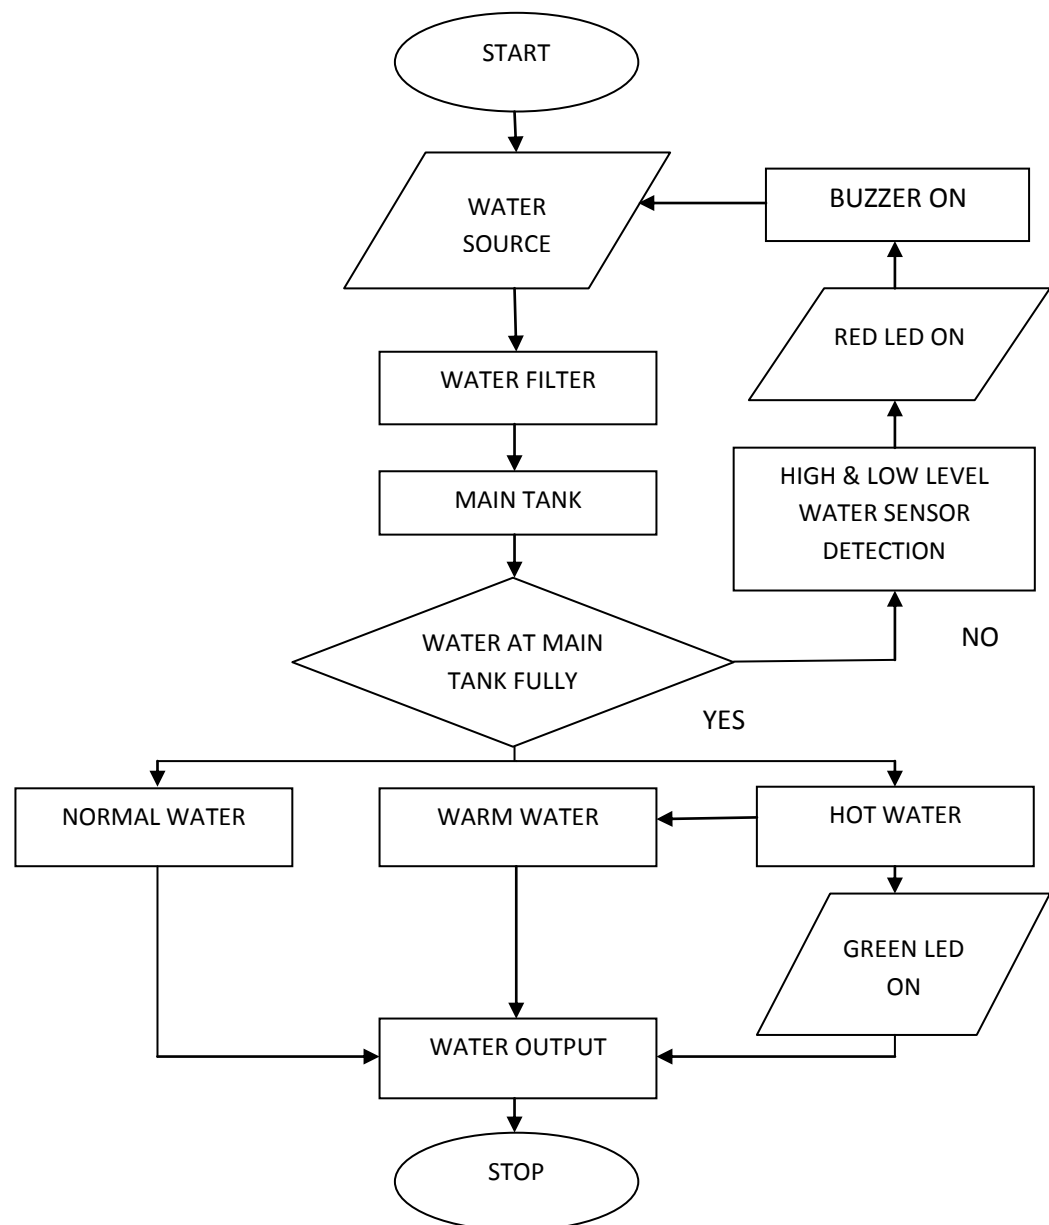 START
WATER
SOURCE
BUZZER ON
RED LED ON
WATER FILTER
MAIN TANK
HIGH & LOW LEVEL
WATER SENSOR
DETECTION
WATER AT MAIN
TANK FULLY
NO
YES
NORMAL WATER
WARM WATER
HOT WATER
GREEN LED
ON
WATER OUTPUT
STOP